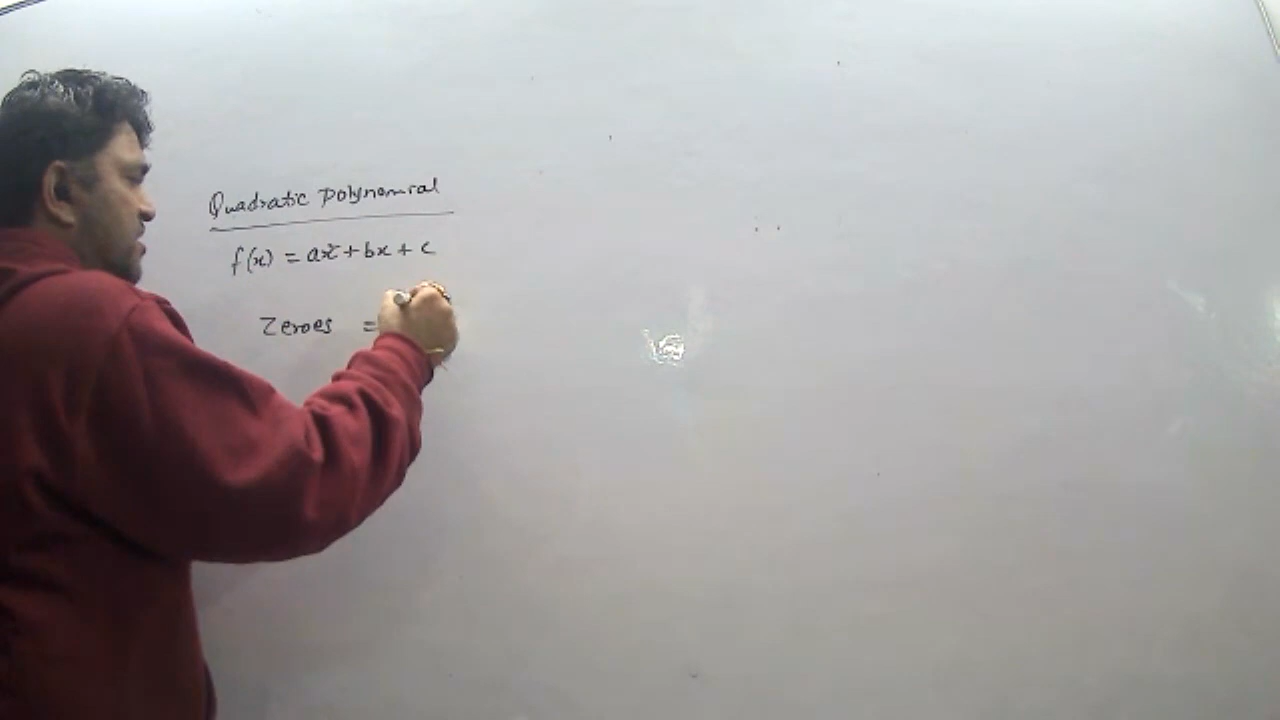 Quadratic polynomial
f(x) = ax² + bx + c
Zeroes =